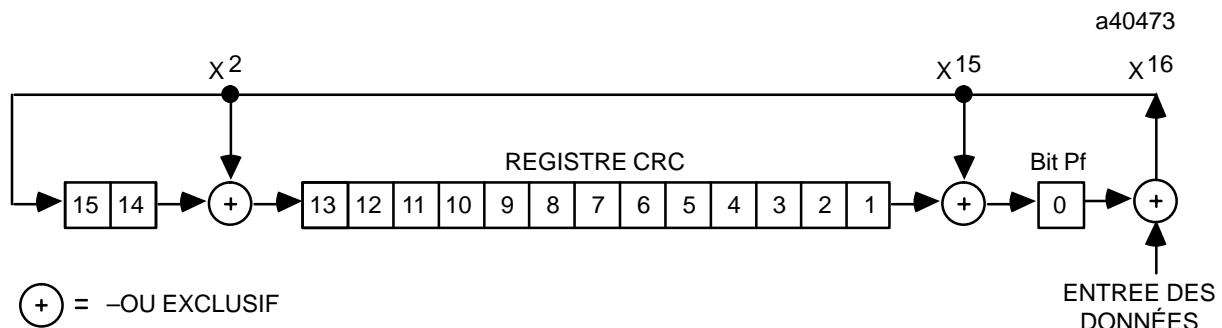 a40473
X2 X15 X16
REGISTRE CRC Bit Pf
15 14 + 13 12 11 10 9 8 7 6 5 4 3 2 1 + 0 +
+ = –OU EXCLUSIF
ENTREE DES
DONNÉES